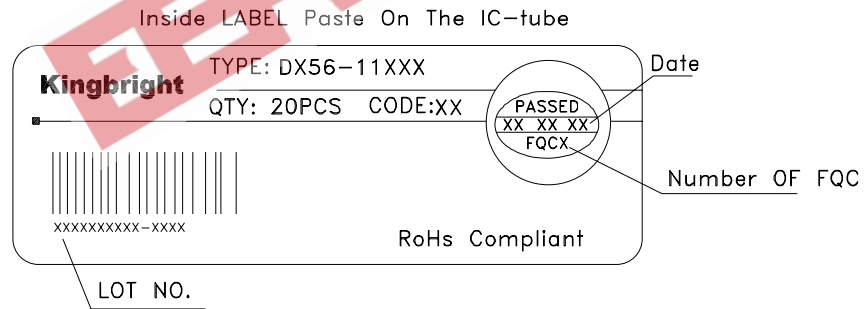 Inside LABEL Paste On The IC-tube
Kingbright
TYPE: DX56-11XXX
QTY: 20PCS CODE:XX
PASSED
XX XX XX
FQCX
Date
Number OF FQC
XXXXXXXXXX-XXXX
RoHs Compliant
LOT NO.